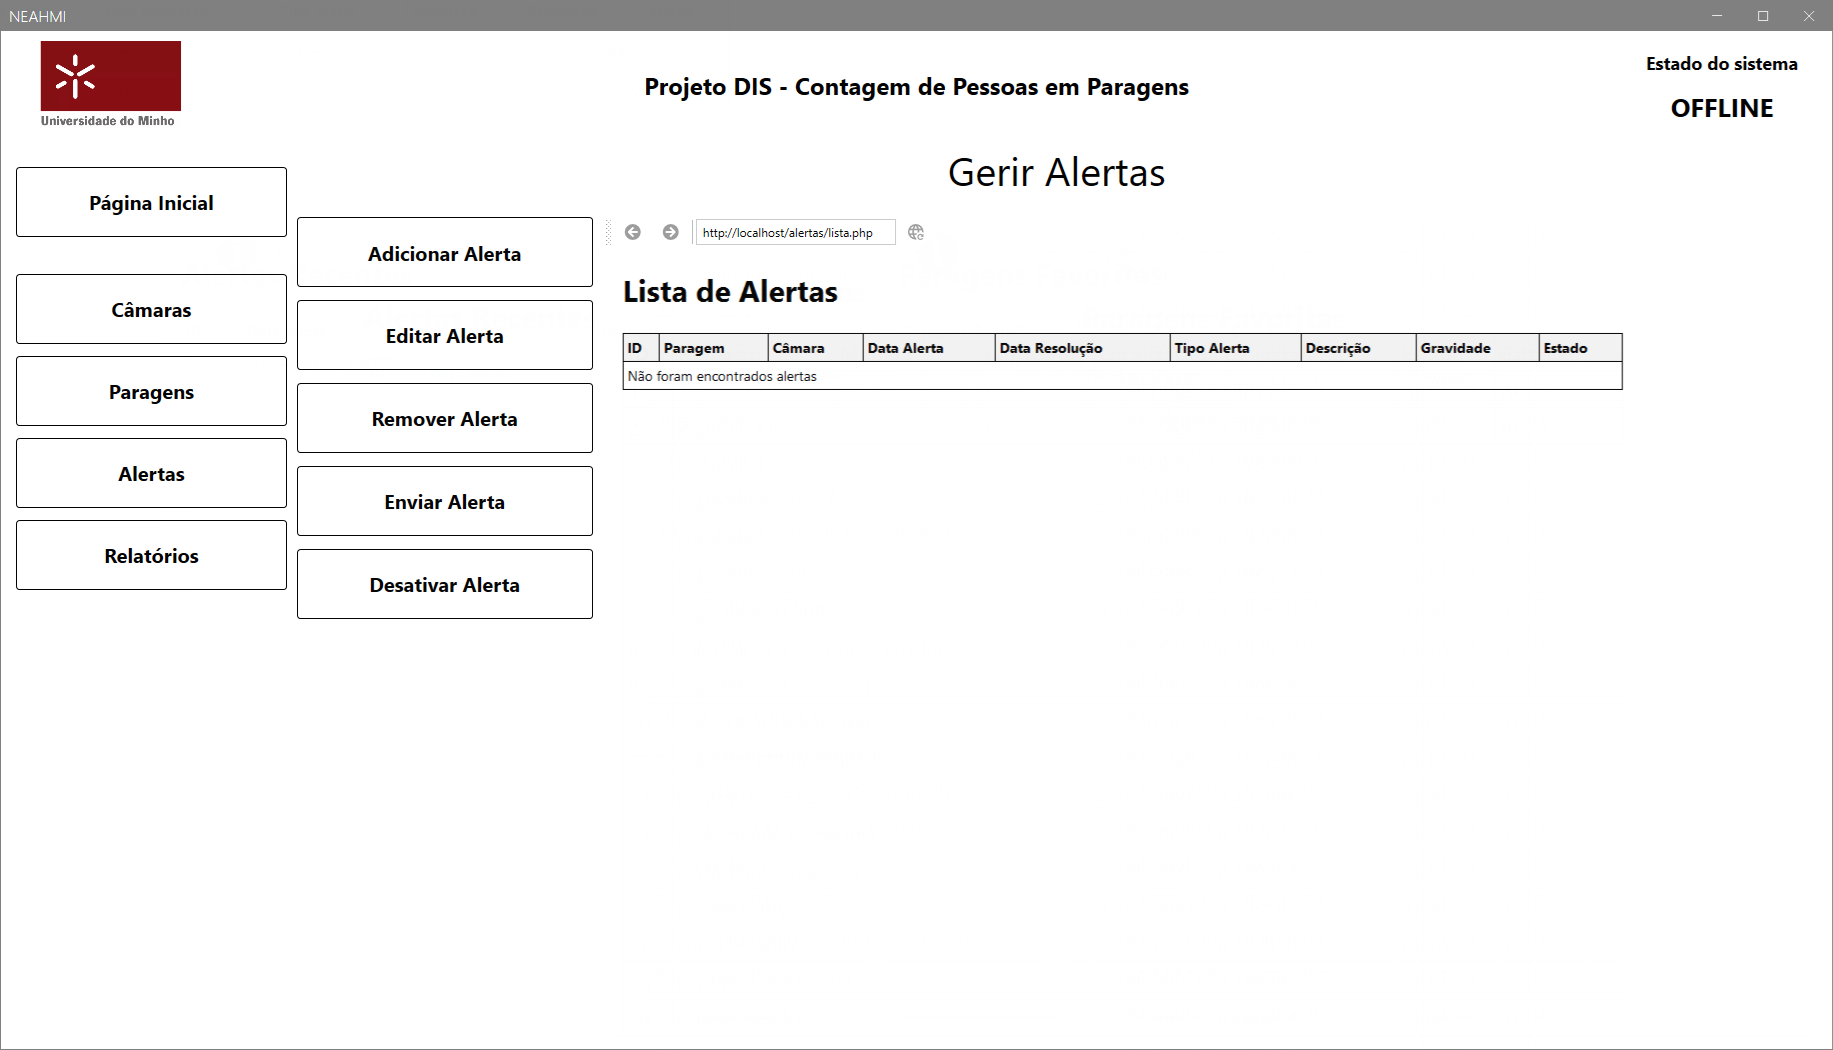 NEAHMI
Universidade do Minho
Projeto DIS - Contagem de Pessoas em Paragens
Estado do sistema
OFFLINE
Gerir Alertas
Página Inicial
Câmaras
Paragens
Alertas
Relatórios
Adicionar Alerta
Editar Alerta
Remover Alerta
Enviar Alerta
Desativar Alerta
http://localhost/alertas/lista.php
Lista de Alertas
ID Paragem Câmara Data Alerta Data Resolução Tipo Alerta Descrição Gravidade Estado
Não foram encontrados alertas